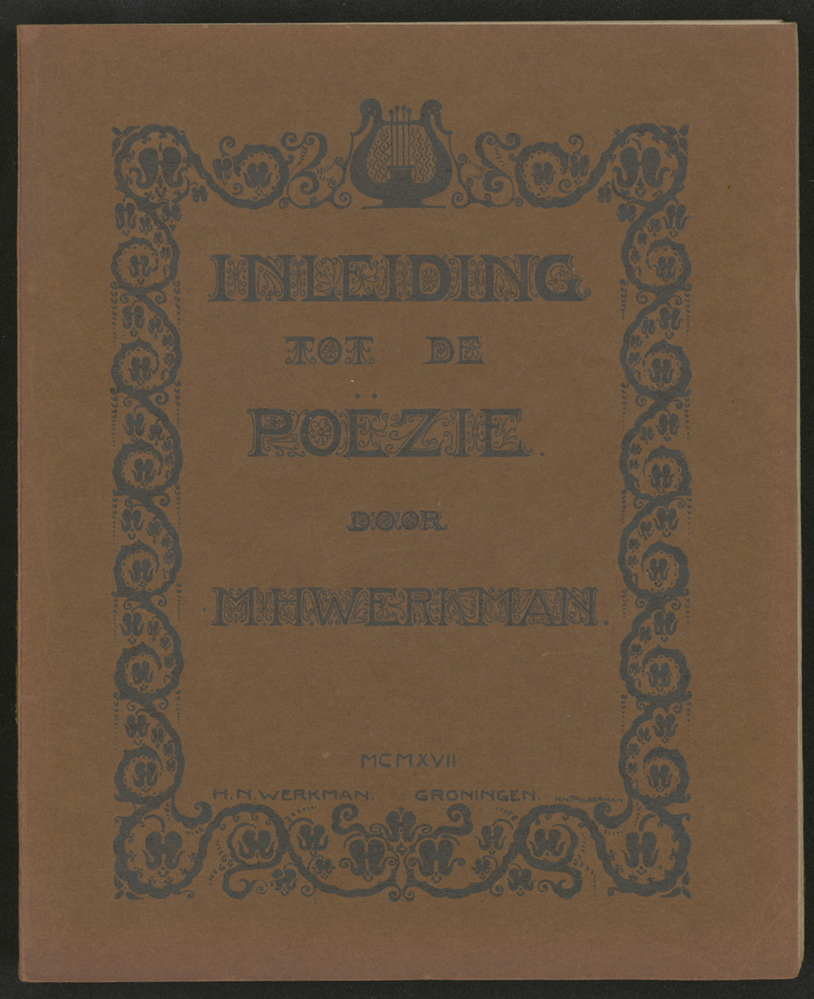 INLEIDING
TOT DE
POËZIE.
DOOR
M.H.WERKMAN.
MCMXVII
H.N.WERKMAN. GRONINGEN.